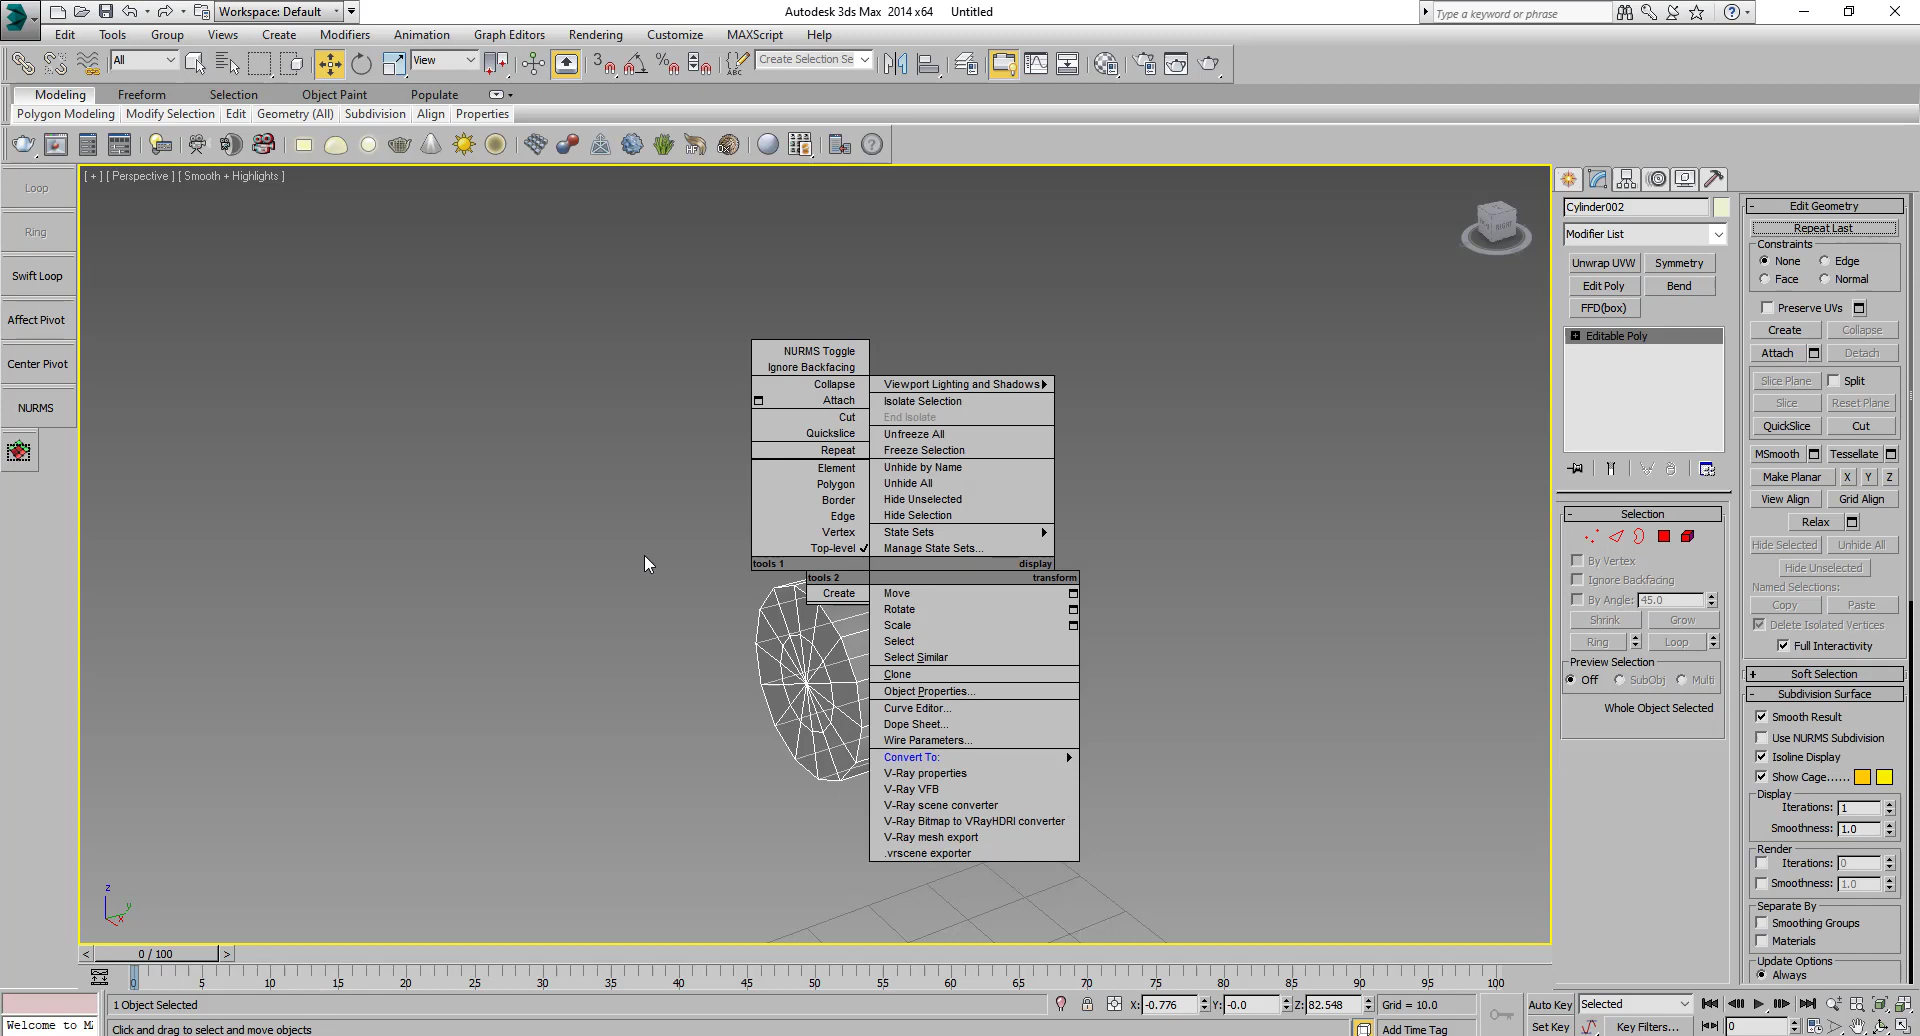 Workspace: Default
Autodesk 3ds Max 2014 x64 Untitled
Type a keyword or phrase
Edit Tools Group Views Create Modifiers Animation Graph Editors Rendering Customize MAXScript Help
All View Create Selection Se
Modeling Freeform Selection Object Paint Populate
Polygon Modeling Modify Selection Edit Geometry (All) Subdivision Align Properties
Loop
Ring
Swift Loop
Affect Pivot
Center Pivot
NURMS
[ + ] [ Perspective ] [ Smooth + Highlights ]
RIGHT
NURMS Toggle
Ignore Backfacing
Collapse
Attach
Cut
Quickslice
Repeat
Element
Polygon
Border
Edge
Vertex
Top-level
tools 1
Viewport Lighting and Shadows
Isolate Selection
End Isolate
Unfreeze All
Freeze Selection
Unhide by Name
Unhide All
Hide Unselected
Hide Selection
State Sets
Manage State Sets...
display
tools 2
Create
transform
Move
Rotate
Scale
Select
Select Similar
Clone
Object Properties...
Curve Editor...
Dope Sheet...
Wire Parameters...
Convert To:
V-Ray properties
V-Ray VFB
V-Ray scene converter
V-Ray Bitmap to VRayHDRI converter
V-Ray mesh export
.vrscene exporter
z
y
x
Cylinder002
Modifier List
Unwrap UVW Symmetry
Edit Poly Bend
FFD(box)
Editable Poly
- Selection
By Vertex
Ignore Backfacing
By Angle: 45.0
Shrink Grow
Ring Loop
Preview Selection
Off SubObj Multi
Whole Object Selected
- Edit Geometry
Repeat Last
Constraints
None Edge
Face Normal
Preserve UVs
Create Collapse
Attach Detach
Slice Plane Split
Slice Reset Plane
QuickSlice Cut
MSmooth Tessellate
Make Planar X Y Z
View Align Grid Align
Relax
Hide Selected Unhide All
Hide Unselected
Named Selections:
Copy Paste
Delete Isolated Vertices
Full Interactivity
+ Soft Selection
- Subdivision Surface
Smooth Result
Use NURMS Subdivision
Isoline Display
Show Cage......
Display
Iterations: 1
Smoothness: 1.0
Render
Iterations: 0
Smoothness: 1.0
Separate By
Smoothing Groups
Materials
Update Options
Always
< 0 / 100 >
0 5 10 15 20 25 30 35 40 45 50 55 60 65 70 75 80 85 90 95 100
1 Object Selected
X: -0.776 Y: -0.0 Z: 82.548 Grid = 10.0
Auto Key Selected
Welcome to M
Click and drag to select and move objects
Add Time Tag
Set Key Key Filters... 0